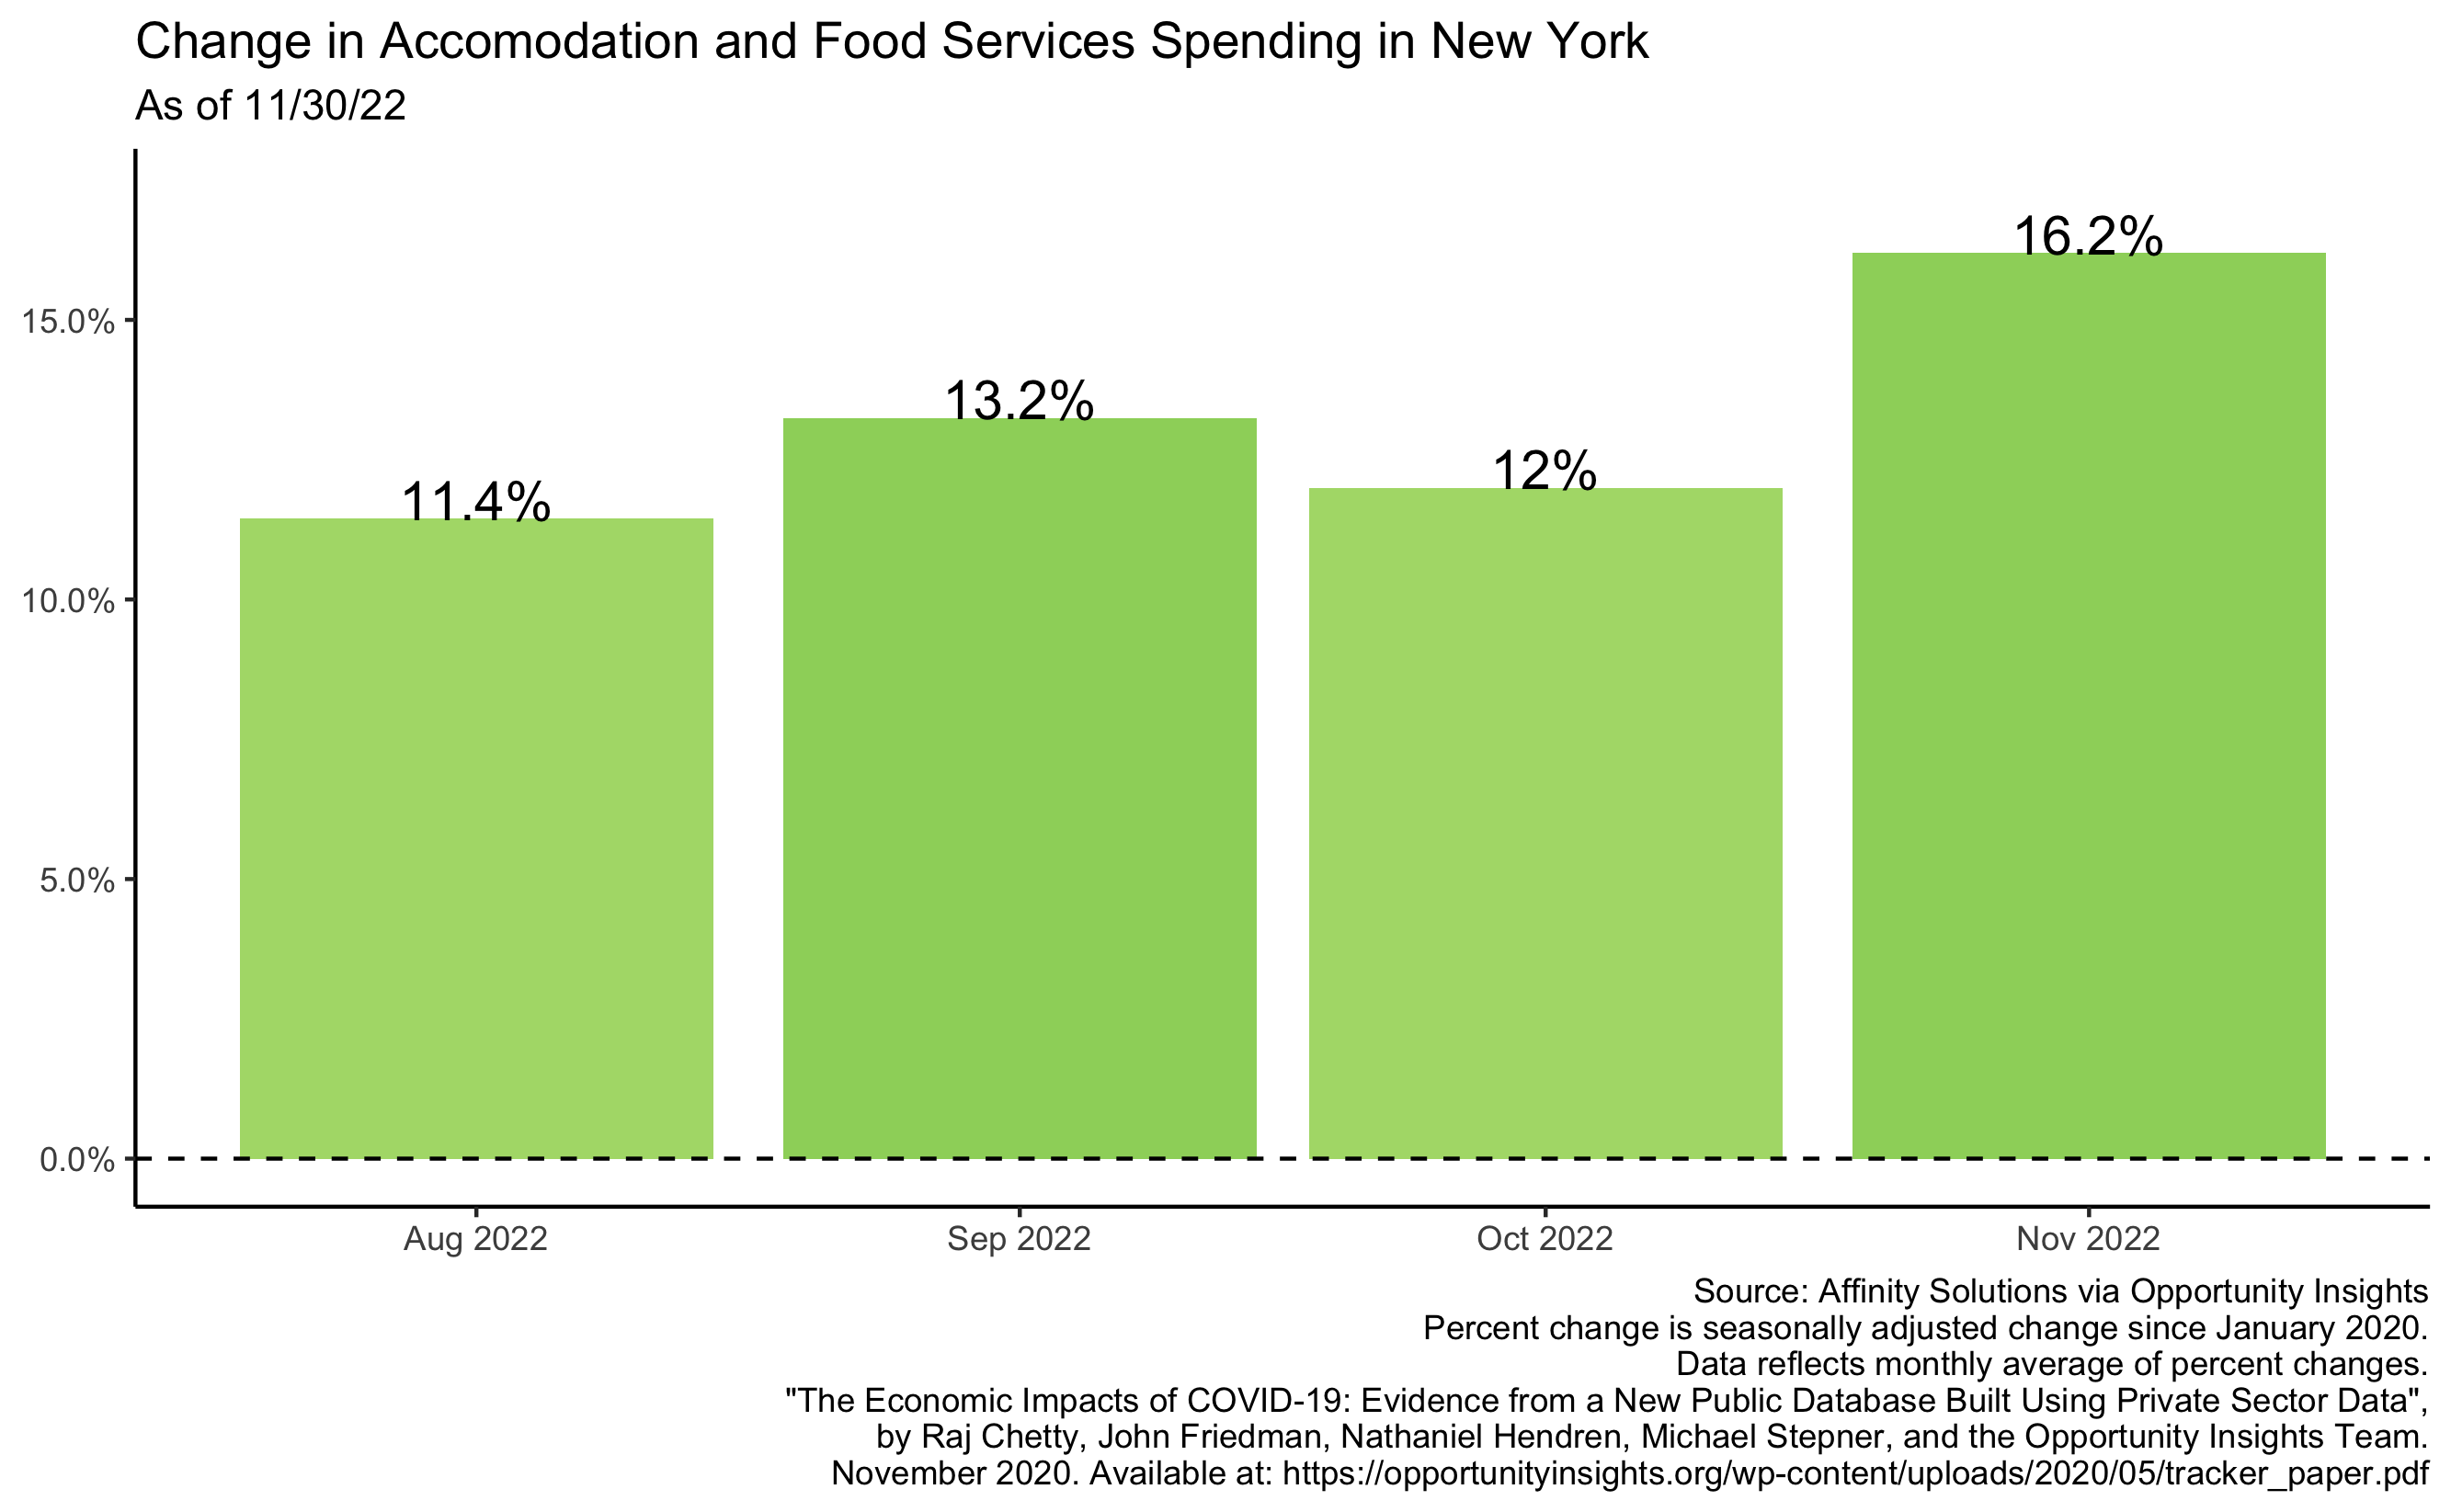 Change in Accomodation and Food Services Spending in New York
As of 11/30/22
16.2%
15.0%
13.2%
12%
11.4%
10.0%
5.0%
0.0%
Aug 2022
Sep 2022
Oct 2022
Nov 2022
Source: Affinity Solutions via Opportunity Insights
Percent change is seasonally adjusted change since January 2020.
Data reflects monthly average of percent changes.
"The Economic Impacts of COVID-19: Evidence from a New Public Database Built Using Private Sector Data",
by Raj Chetty, John Friedman, Nathaniel Hendren, Michael Stepner, and the Opportunity Insights Team.
November 2020. Available at: https://opportunityinsights.org/wp-content/uploads/2020/05/tracker_paper.pdf